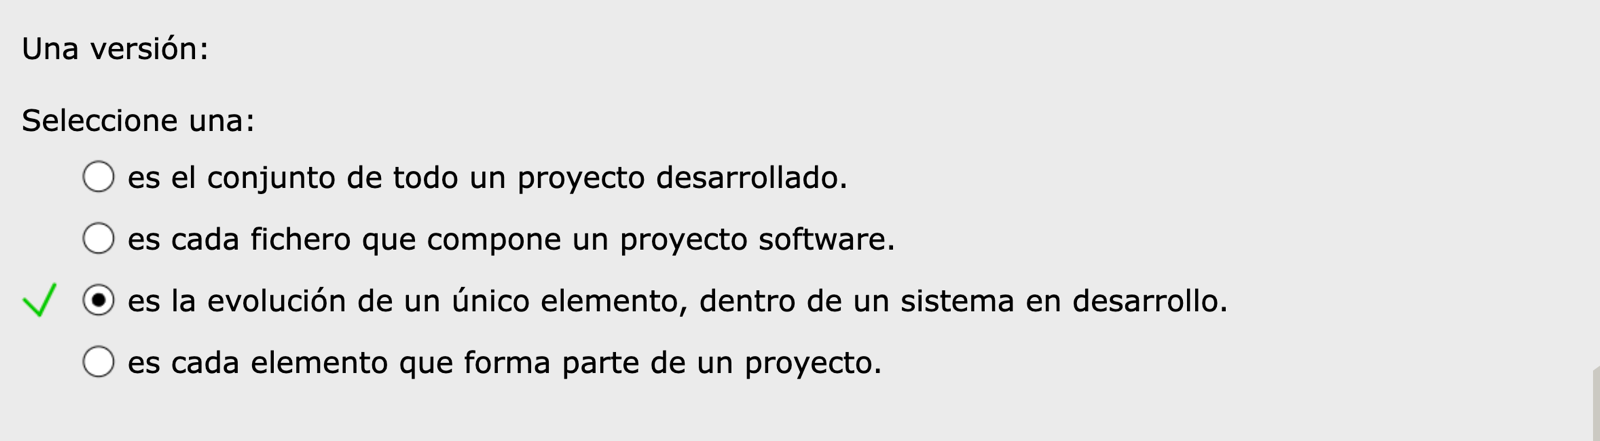 Una versión:
Seleccione una:
es el conjunto de todo un proyecto desarrollado.
es cada fichero que compone un proyecto software.
es la evolución de un único elemento, dentro de un sistema en desarrollo.
es cada elemento que forma parte de un proyecto.